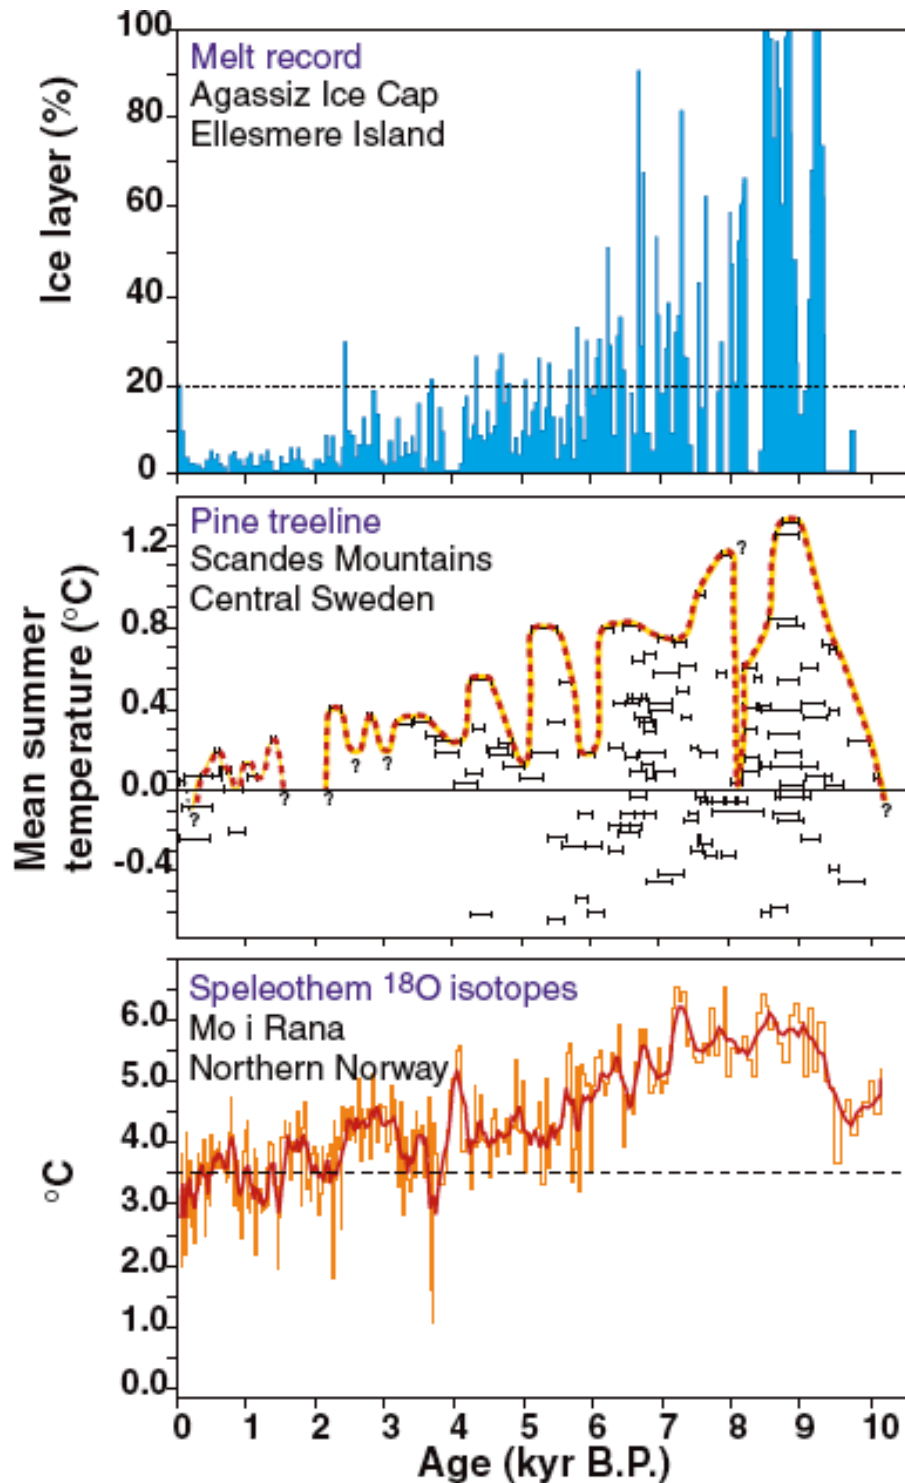 100
80
60
40
20
0
Ice layer (%)
Melt record
Agassiz Ice Cap
Ellesmere Island
1.2
0.8
0.4
0.0
-0.4
Mean summer
temperature (°C)
Pine treeline
Scandes Mountains
Central Sweden
?
?
?
?
?
?
?
6.0
5.0
4.0
3.0
2.0
1.0
0.0
°C
Speleothem ¹⁸O isotopes
Mo i Rana
Northern Norway
0 1 2 3 4 5 6 7 8 9 10
Age (kyr B.P.)